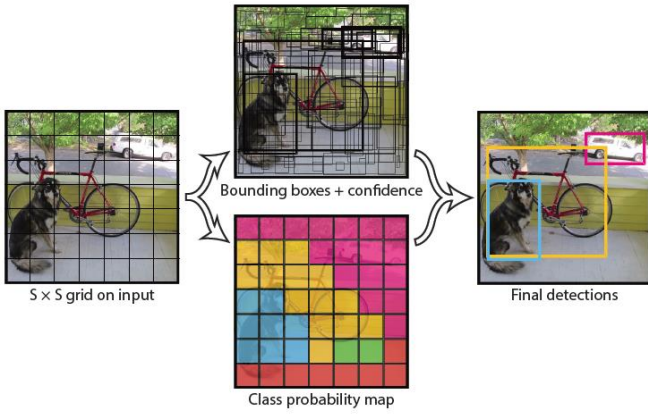 Bounding boxes + confidence
S × S grid on input
Final detections
Class probability map